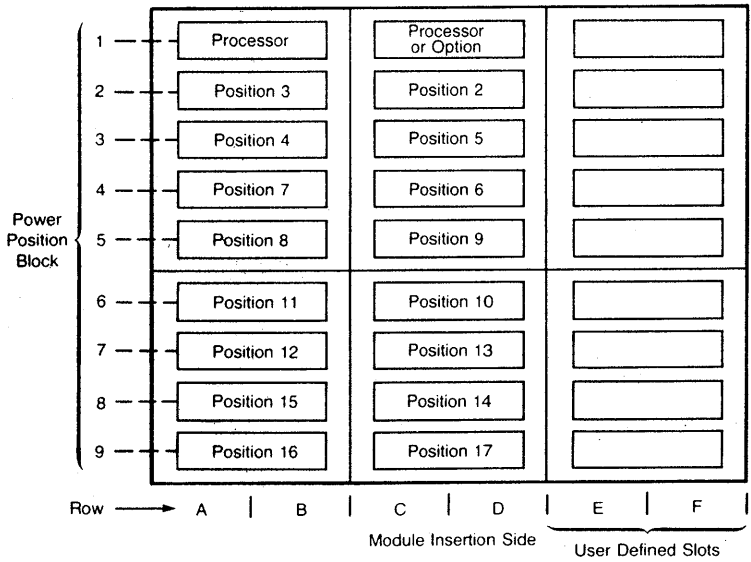 Power
Position
Block
1 Processor Processor
or Option
2 Position 3 Position 2
3 Position 4 Position 5
4 Position 7 Position 6
5 Position 8 Position 9
6 Position 11 Position 10
7 Position 12 Position 13
8 Position 15 Position 14
9 Position 16 Position 17
Row A B C D E F
Module Insertion Side
User Defined Slots